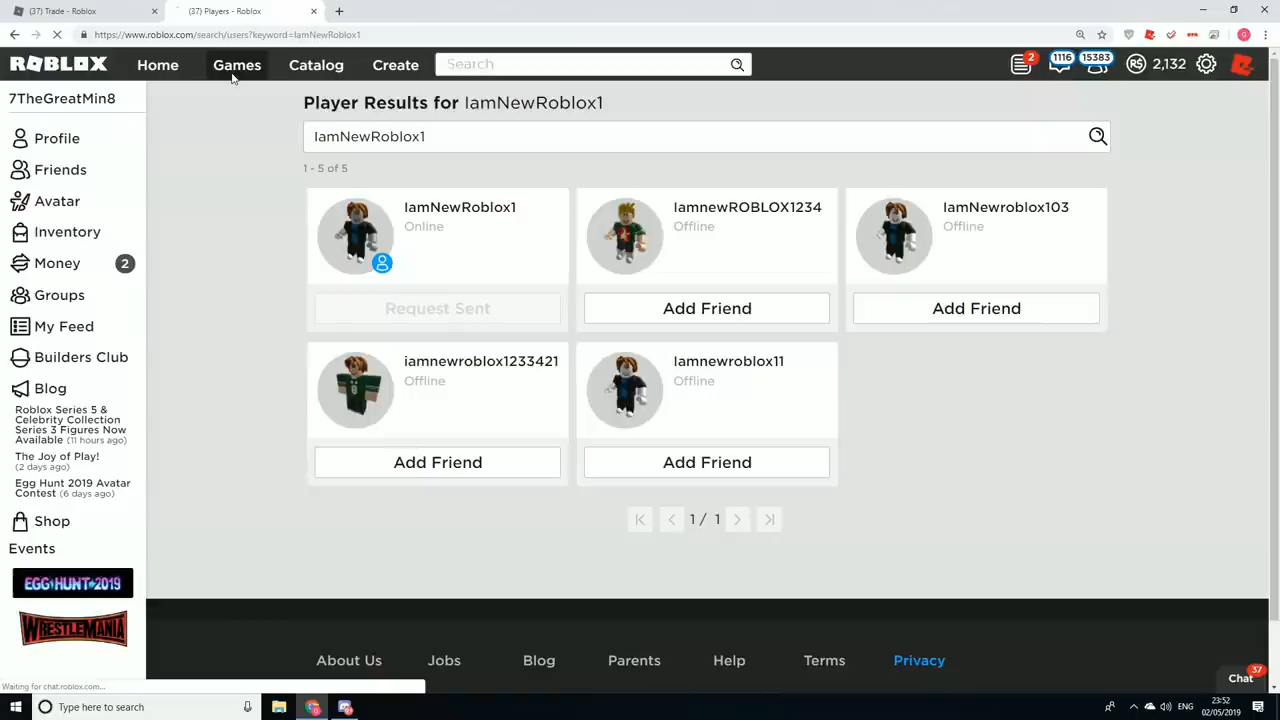 (37) Trade - Roblox
(37) Players - Roblox
https://www.roblox.com/search/users?keyword=IamNewRoblox1
ROBLOX Home Games Catalog Create Search 2 1116 15383 2,132
7TheGreatMin8
Profile
Friends
Avatar
Inventory
Money 2
Groups
My Feed
Builders Club
Blog
Roblox Series 5 &
Celebrity Collection
Series 3 Figures Now
Available (11 hours ago)
The Joy of Play!
(2 days ago)
Egg Hunt 2019 Avatar
Contest (6 days ago)
Shop
Events
EGG HUNT 2019
WRESTLEMANIA
Player Results for IamNewRoblox1
IamNewRoblox1
1 - 5 of 5
IamNewRoblox1
Online
Request Sent
IamnewROBLOX1234
Offline
Add Friend
IamNewroblox103
Offline
Add Friend
iamnewroblox1233421
Offline
Add Friend
Iamnewroblox11
Offline
Add Friend
1 / 1
About Us Jobs Blog Parents Help Terms Privacy
Chat 37
Waiting for chat.roblox.com...
Type here to search
ENG
23:52
02/05/2019